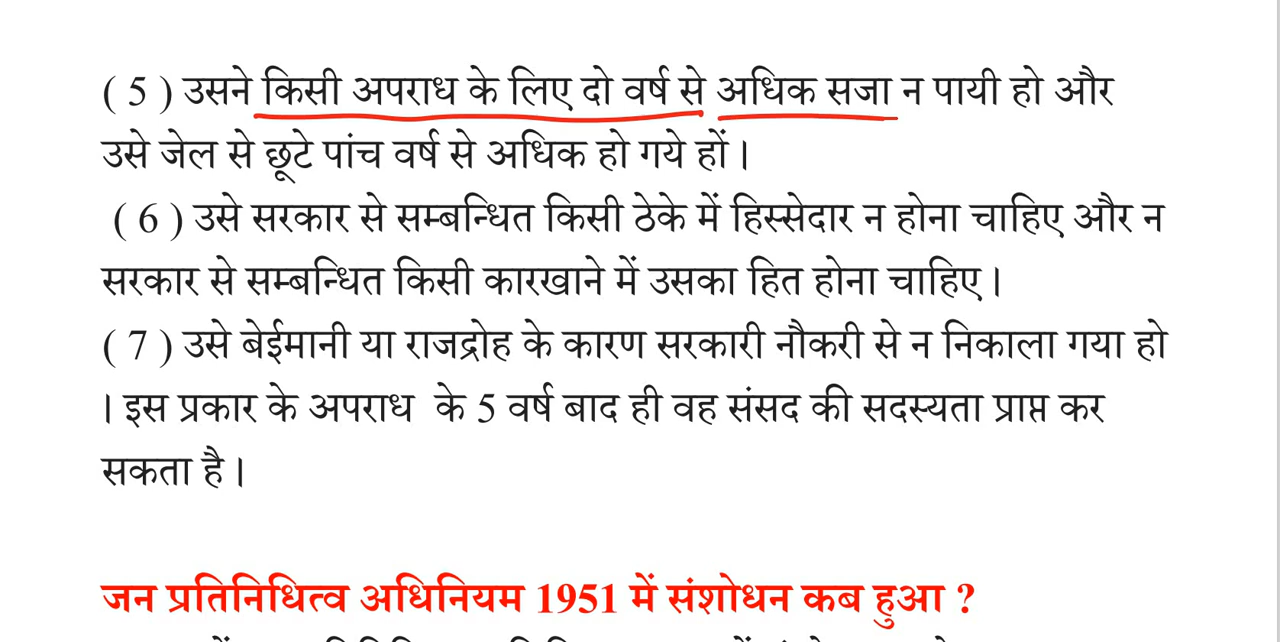 ( 5 ) उसने किसी अपराध के लिए दो वर्ष से अधिक सजा न पायी हो और
उसे जेल से छूटे पांच वर्ष से अधिक हो गये हों ।
( 6 ) उसे सरकार से सम्बन्धित किसी ठेके में हिस्सेदार न होना चाहिए और न
सरकार से सम्बन्धित किसी कारखाने में उसका हित होना चाहिए ।
( 7 ) उसे बेईमानी या राजद्रोह के कारण सरकारी नौकरी से न निकाला गया हो
। इस प्रकार के अपराध के 5 वर्ष बाद ही वह संसद की सदस्यता प्राप्त कर
सकता है ।
जन प्रतिनिधित्व अधिनियम 1951 में संशोधन कब हुआ ?